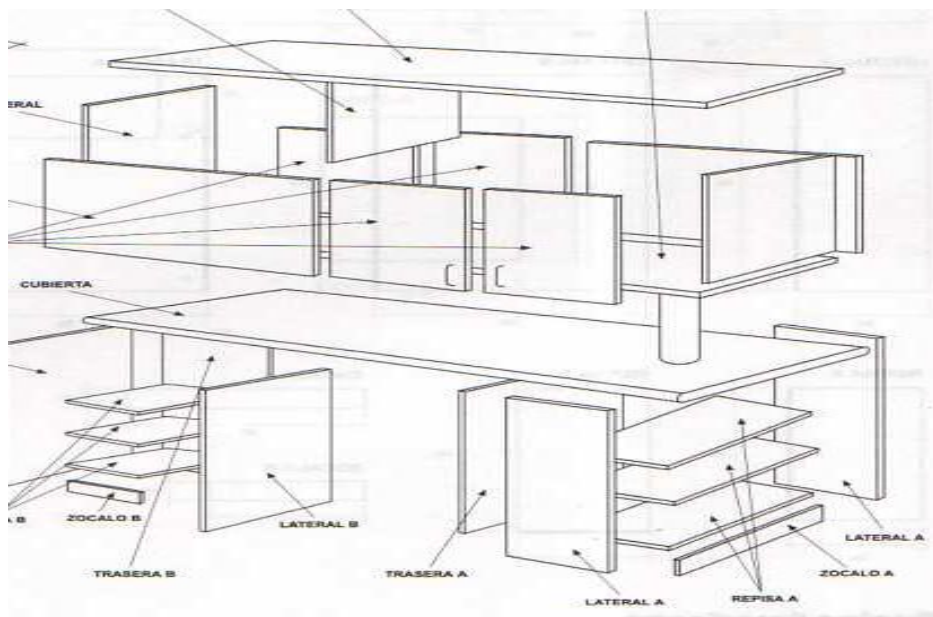 ERAL
CUBIERTA
A B
ZOCALO B
LATERAL B
TRASERA B
TRASERA A
LATERAL A
REPISA A
ZOCALO A
LATERAL A